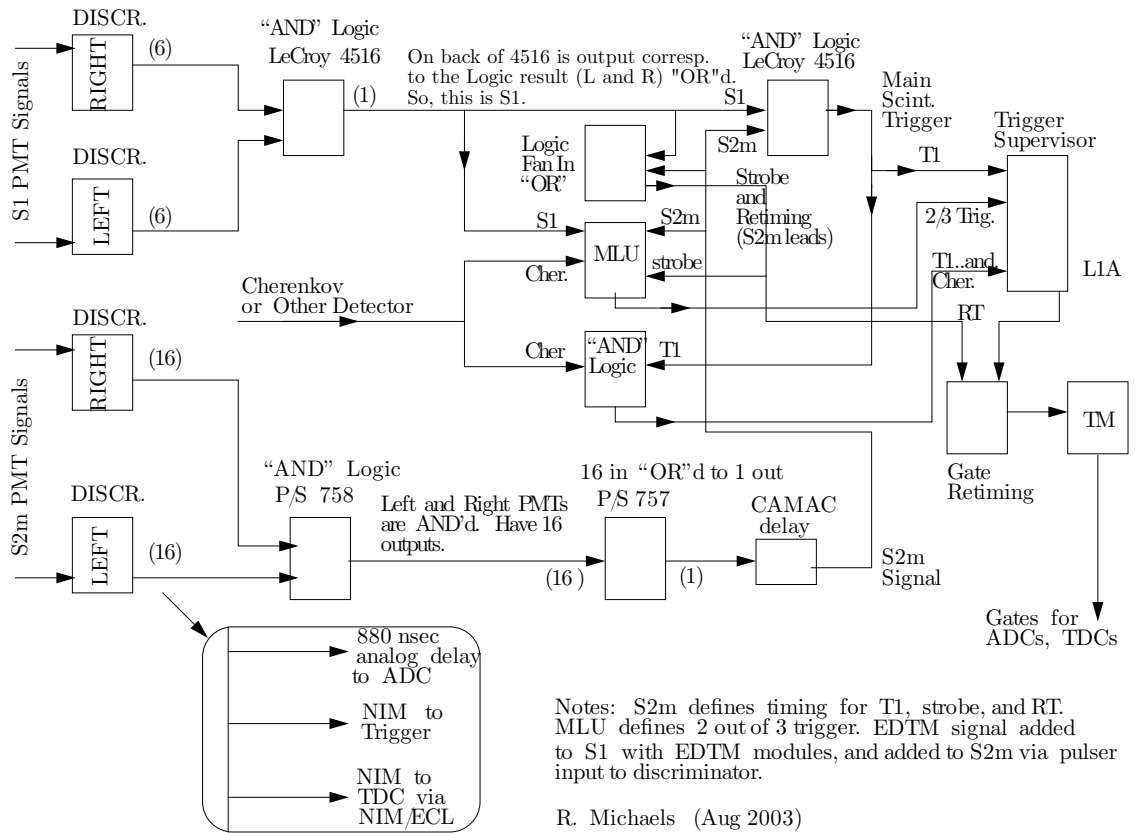 DISCR.
RIGHT
(6)
S1 PMT Signals
DISCR.
LEFT
(6)
“AND” Logic
LeCroy 4516
(1)
On back of 4516 is output corresp.
to the Logic result (L and R) "OR"d.
So, this is S1.
“AND” Logic
LeCroy 4516
S1
S2m
Main
Scint.
Trigger
Trigger
Supervisor
T1
Logic
Fan In
“OR”
Strobe
and
Retiming
(S2m leads)
2/3 Trig.
S1
S2m
MLU
Cher.
strobe
T1..and.
Cher.
L1A
Cherenkov
or Other Detector
RT
Cher
“AND”
Logic
T1
DISCR.
RIGHT
(16)
S2m PMT Signals
DISCR.
LEFT
(16)
TM
Gate
Retiming
“AND” Logic
P/S 758
Left and Right PMTs
are AND'd. Have 16
outputs.
16 in “OR”d to 1 out
P/S 757
(16)
(1)
CAMAC
delay
S2m
Signal
Gates for
ADCs, TDCs
880 nsec
analog delay
to ADC
NIM to
Trigger
NIM to
TDC via
NIM/ECL
Notes: S2m defines timing for T1, strobe, and RT.
MLU defines 2 out of 3 trigger. EDTM signal added
to S1 with EDTM modules, and added to S2m via pulser
input to discriminator.
R. Michaels (Aug 2003)